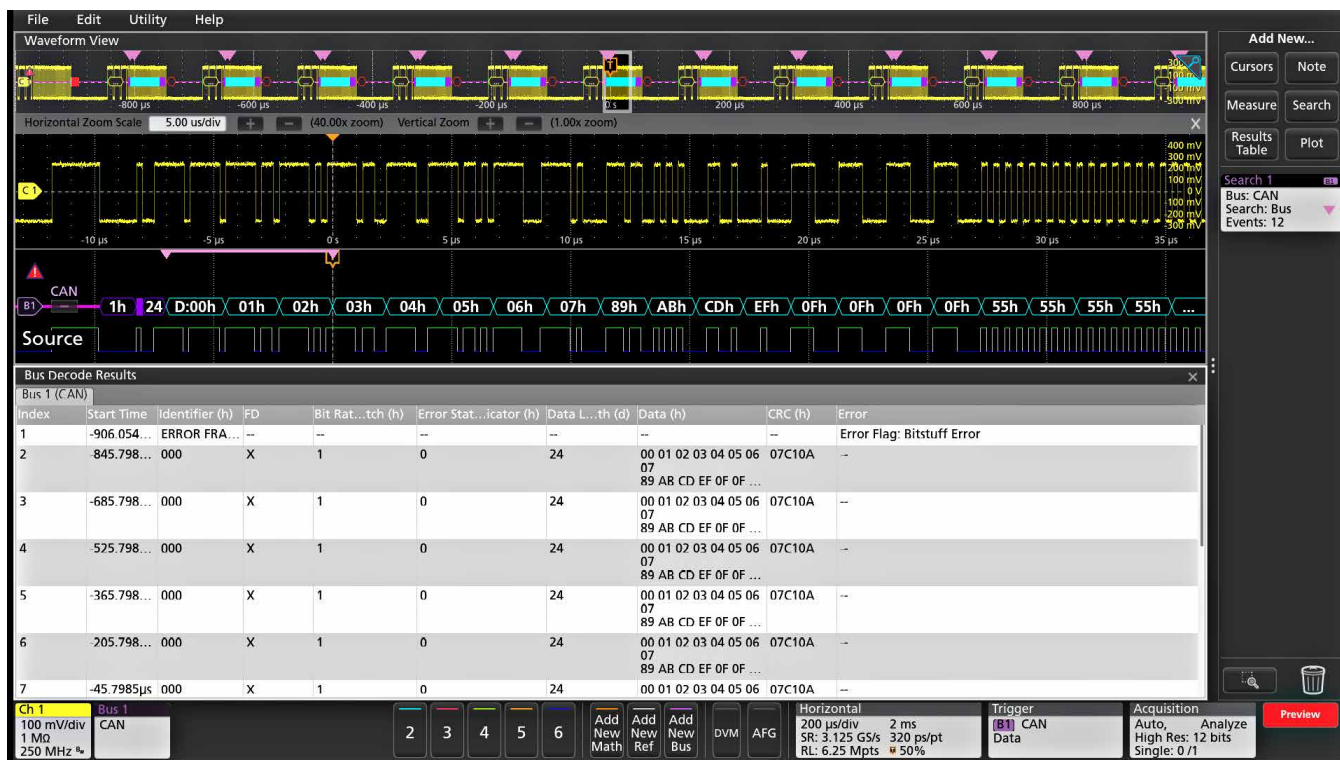 File Edit Utility Help
Waveform View
-800 µs -600 µs -400 µs -200 µs 0 s 200 µs 400 µs 600 µs 800 µs
Horizontal Zoom Scale 5.00 us/div + − (40.00x zoom) Vertical Zoom + − (1.00x zoom) X
400 mV
300 mV
200 mV
100 mV
0 V
-100 mV
-200 mV
-300 mV
C 1
-10 µs -5 µs 0 s 5 µs 10 µs 15 µs 20 µs 25 µs 30 µs 35 µs
CAN
B1 1h 24 D:00h 01h 02h 03h 04h 05h 06h 07h 89h ABh CDh EFh 0Fh 0Fh 0Fh 0Fh 55h 55h 55h 55h ...
Source
Bus Decode Results
Bus 1 (CAN)
Index Start Time Identifier (h) FD Bit Rat...tch (h) Error Stat...icator (h) Data L...th (d) Data (h) CRC (h) Error
1 -906.054... ERROR FRA... -- -- -- -- -- -- Error Flag: Bitstuff Error
2 -845.798... 000 X 1 0 24 00 01 02 03 04 05 06 07C10A --
07
89 AB CD EF 0F 0F ...
3 -685.798... 000 X 1 0 24 00 01 02 03 04 05 06 07C10A --
07
89 AB CD EF 0F 0F ...
4 -525.798... 000 X 1 0 24 00 01 02 03 04 05 06 07C10A --
07
89 AB CD EF 0F 0F ...
5 -365.798... 000 X 1 0 24 00 01 02 03 04 05 06 07C10A --
07
89 AB CD EF 0F 0F ...
6 -205.798... 000 X 1 0 24 00 01 02 03 04 05 06 07C10A --
07
89 AB CD EF 0F 0F ...
7 -45.7985µs 000 X 1 0 24 00 01 02 03 04 05 06 07C10A --
Add New...
Cursors Note
Measure Search
Results Table Plot
Search 1 B1
Bus: CAN
Search: Bus
Events: 12
Ch 1
100 mV/div
1 MΩ
250 MHz
Bus 1
CAN
2 3 4 5 6
Add New Math
Add New Ref
Add New Bus
DVM
AFG
Horizontal
200 µs/div 2 ms
SR: 3.125 GS/s 320 ps/pt
RL: 6.25 Mpts 50%
Trigger
B1 CAN
Data
Acquisition
Auto, Analyze
High Res: 12 bits
Single: 0 /1
Preview